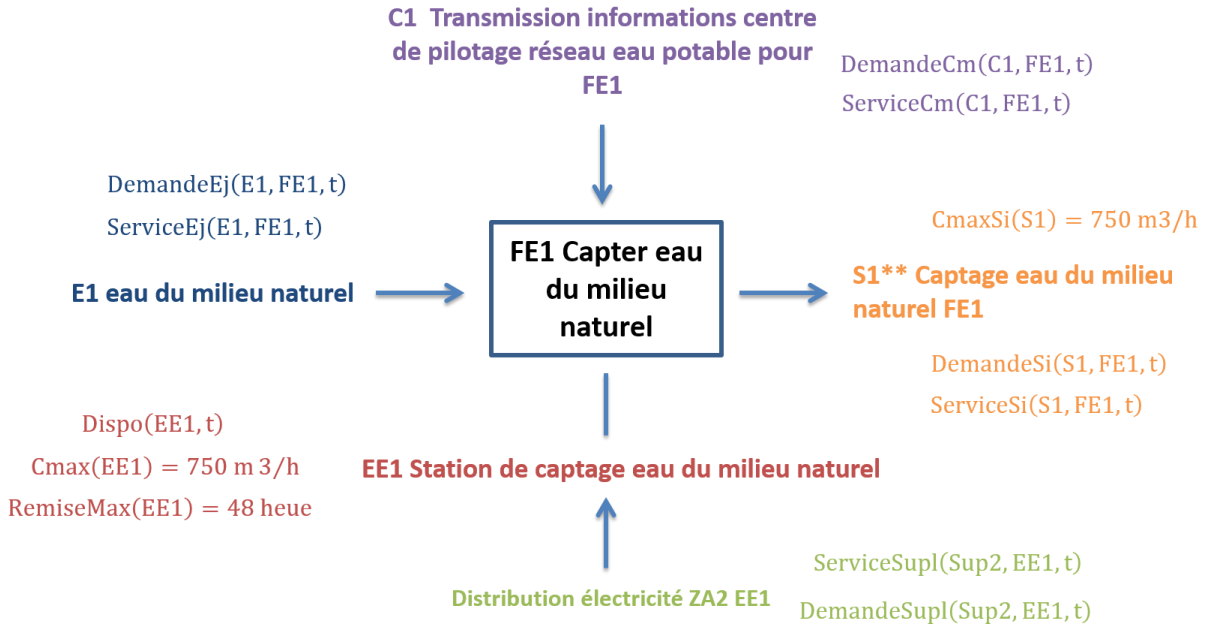 C1 Transmission informations centre
de pilotage réseau eau potable pour
FE1
DemandeCm(C1, FE1, t)
ServiceCm(C1, FE1, t)
DemandeEj(E1, FE1, t)
ServiceEj(E1, FE1, t)
E1 eau du milieu naturel
FE1 Capter eau
du milieu
naturel
CmaxSi(S1) = 750 m3/h
S1** Captage eau du milieu
naturel FE1
DemandeSi(S1, FE1, t)
ServiceSi(S1, FE1, t)
Dispo(EE1, t)
Cmax(EE1) = 750 m 3/h
RemiseMax(EE1) = 48 heue
EE1 Station de captage eau du milieu naturel
ServiceSupl(Sup2, EE1, t)
Distribution électricité ZA2 EE1
DemandeSupl(Sup2, EE1, t)